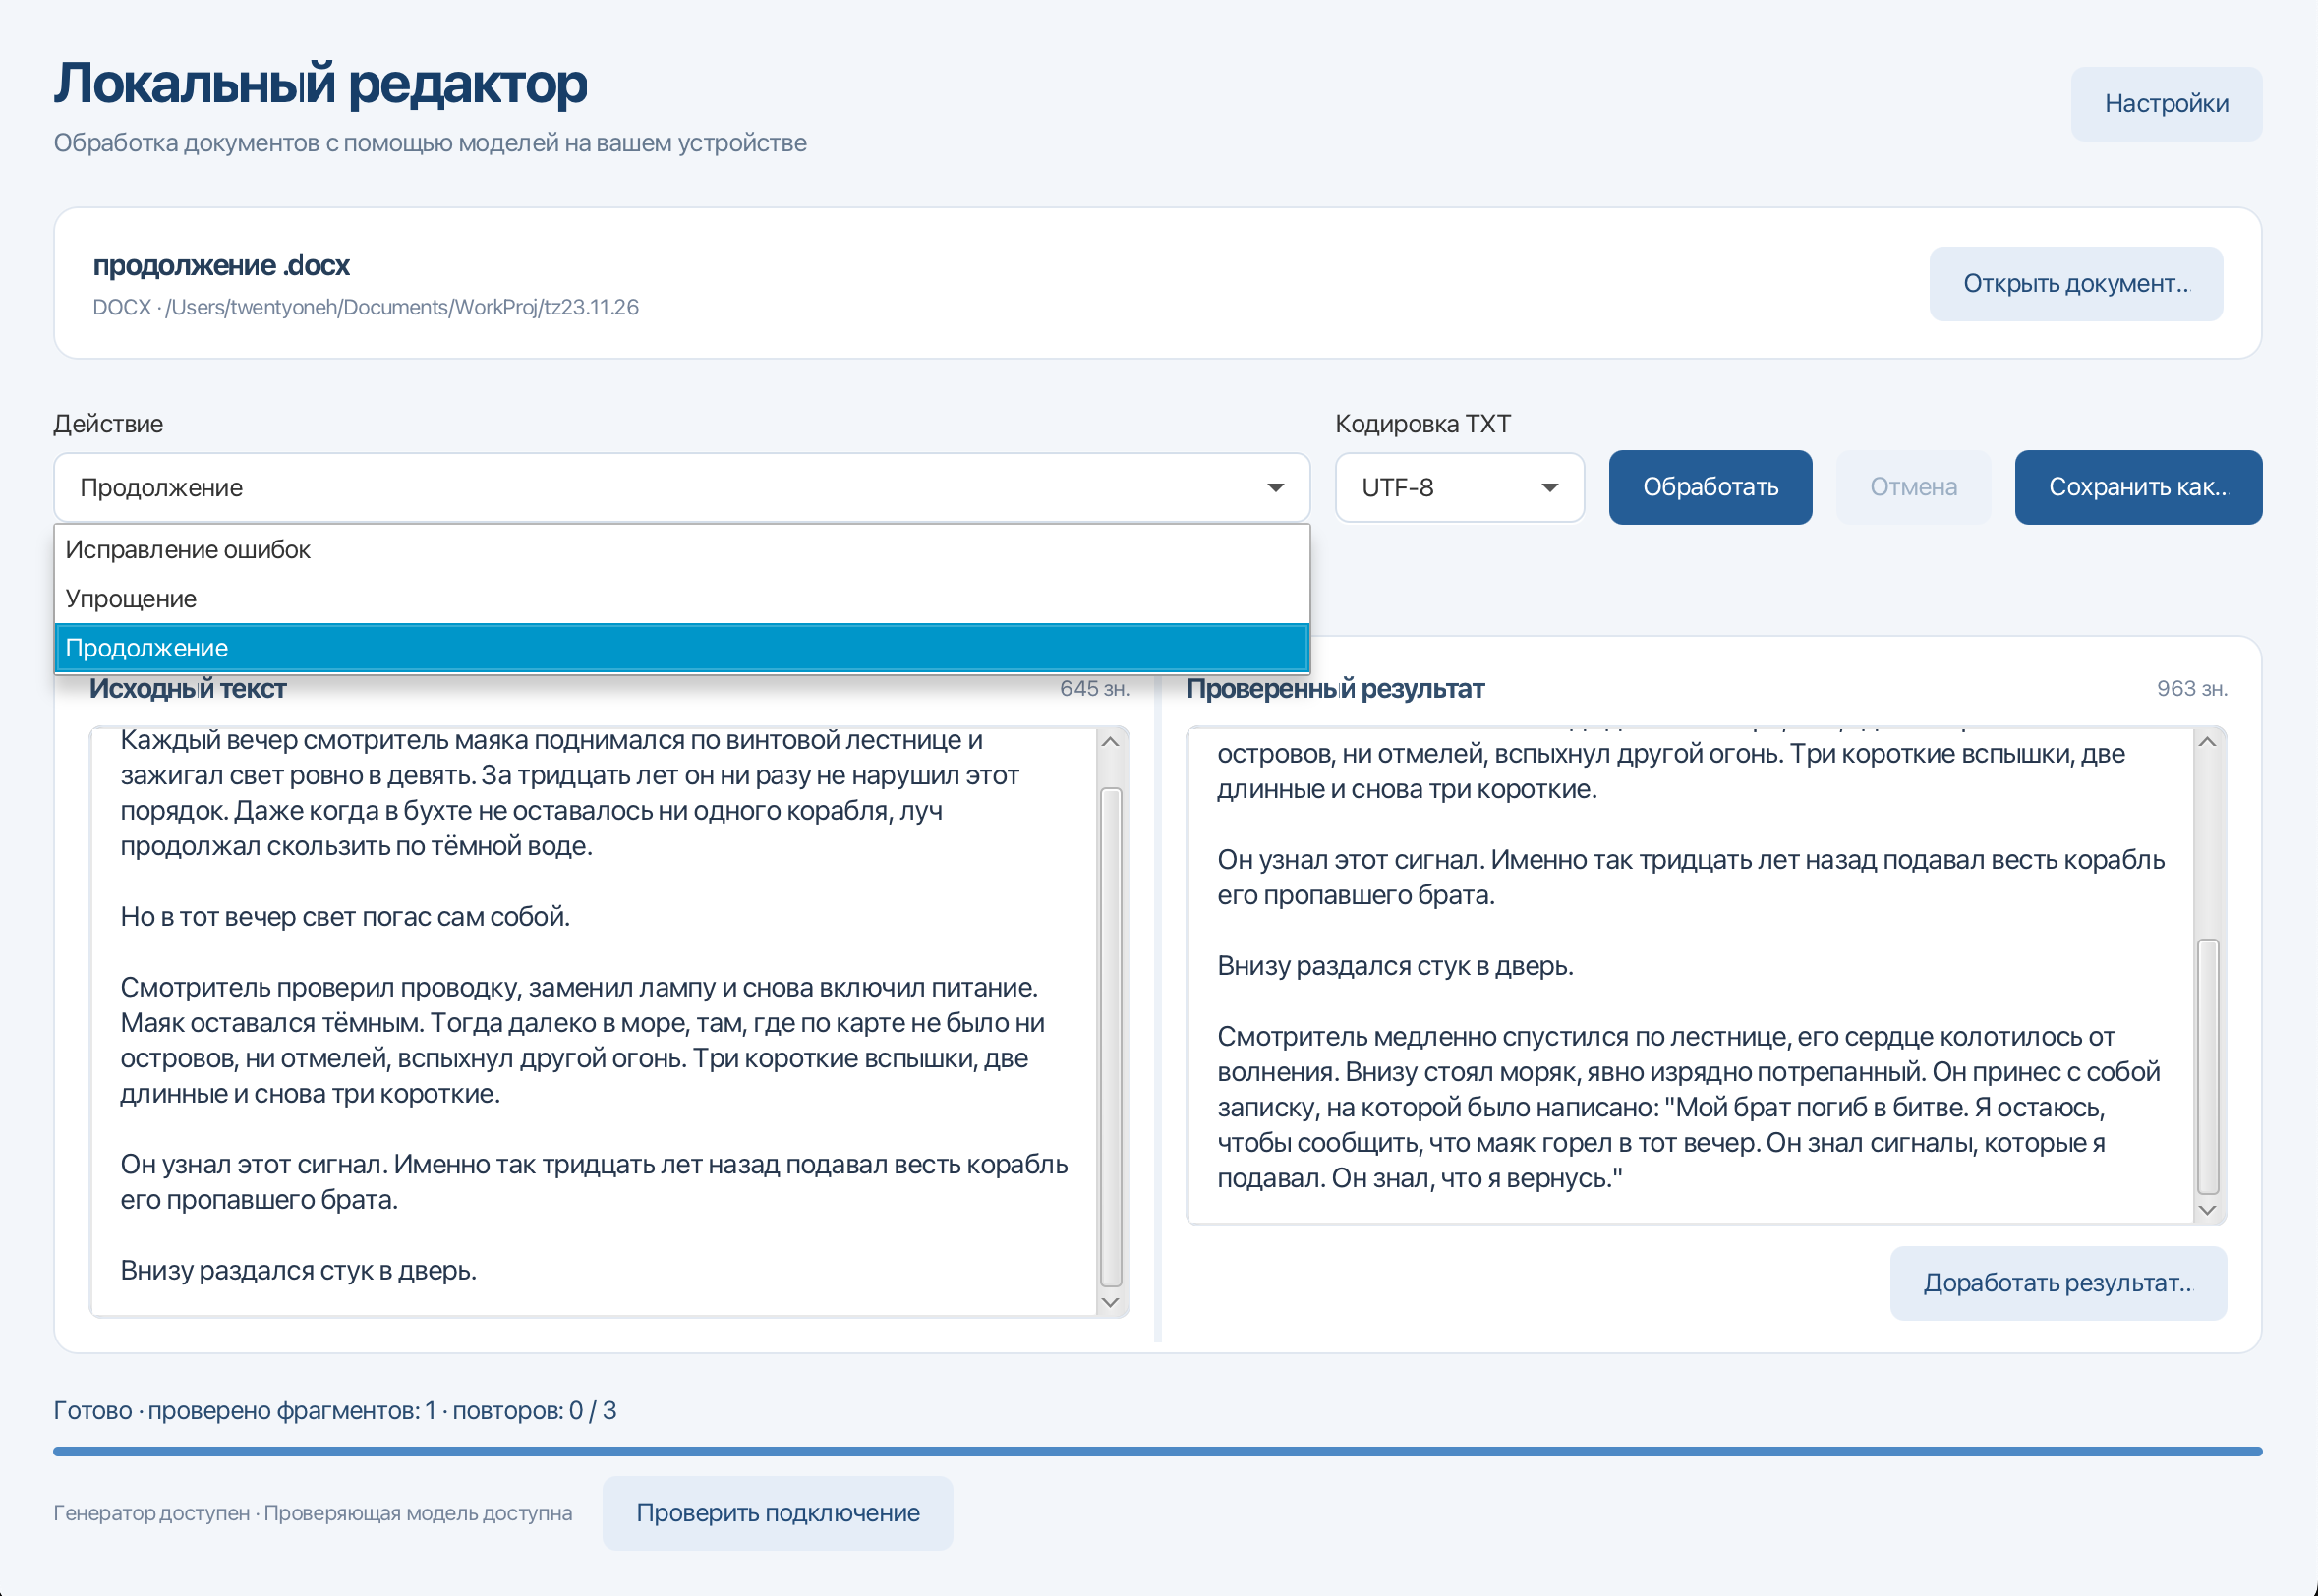 Локальный редактор
Обработка документов с помощью моделей на вашем устройстве
Настройки
продолжение .docx
DOCX · /Users/twentyoneh/Documents/WorkProj/tz23.11.26
Открыть документ...
Действие
Кодировка TXT
Продолжение
UTF-8
Обработать
Отмена
Сохранить как...
Исправление ошибок
Упрощение
Продолжение
Исходный текст
645 зн.
Каждый вечер смотритель маяка поднимался по винтовой лестнице и
зажигал свет ровно в девять. За тридцать лет он ни разу не нарушил этот
порядок. Даже когда в бухте не оставалось ни одного корабля, луч
продолжал скользить по тёмной воде.
Но в тот вечер свет погас сам собой.
Смотритель проверил проводку, заменил лампу и снова включил питание.
Маяк оставался тёмным. Тогда далеко в море, там, где по карте не было ни
островов, ни отмелей, вспыхнул другой огонь. Три короткие вспышки, две
длинные и снова три короткие.
Он узнал этот сигнал. Именно так тридцать лет назад подавал весть корабль
его пропавшего брата.
Внизу раздался стук в дверь.
Проверенный результат
963 зн.
островов, ни отмелей, вспыхнул другой огонь. Три короткие вспышки, две
длинные и снова три короткие.
Он узнал этот сигнал. Именно так тридцать лет назад подавал весть корабль
его пропавшего брата.
Внизу раздался стук в дверь.
Смотритель медленно спустился по лестнице, его сердце колотилось от
волнения. Внизу стоял моряк, явно изрядно потрепанный. Он принес с собой
записку, на которой было написано: "Мой брат погиб в битве. Я остаюсь,
чтобы сообщить, что маяк горел в тот вечер. Он знал сигналы, которые я
подавал. Он знал, что я вернусь."
Доработать результат...
Готово · проверено фрагментов: 1 · повторов: 0 / 3
Генератор доступен · Проверяющая модель доступна
Проверить подключение